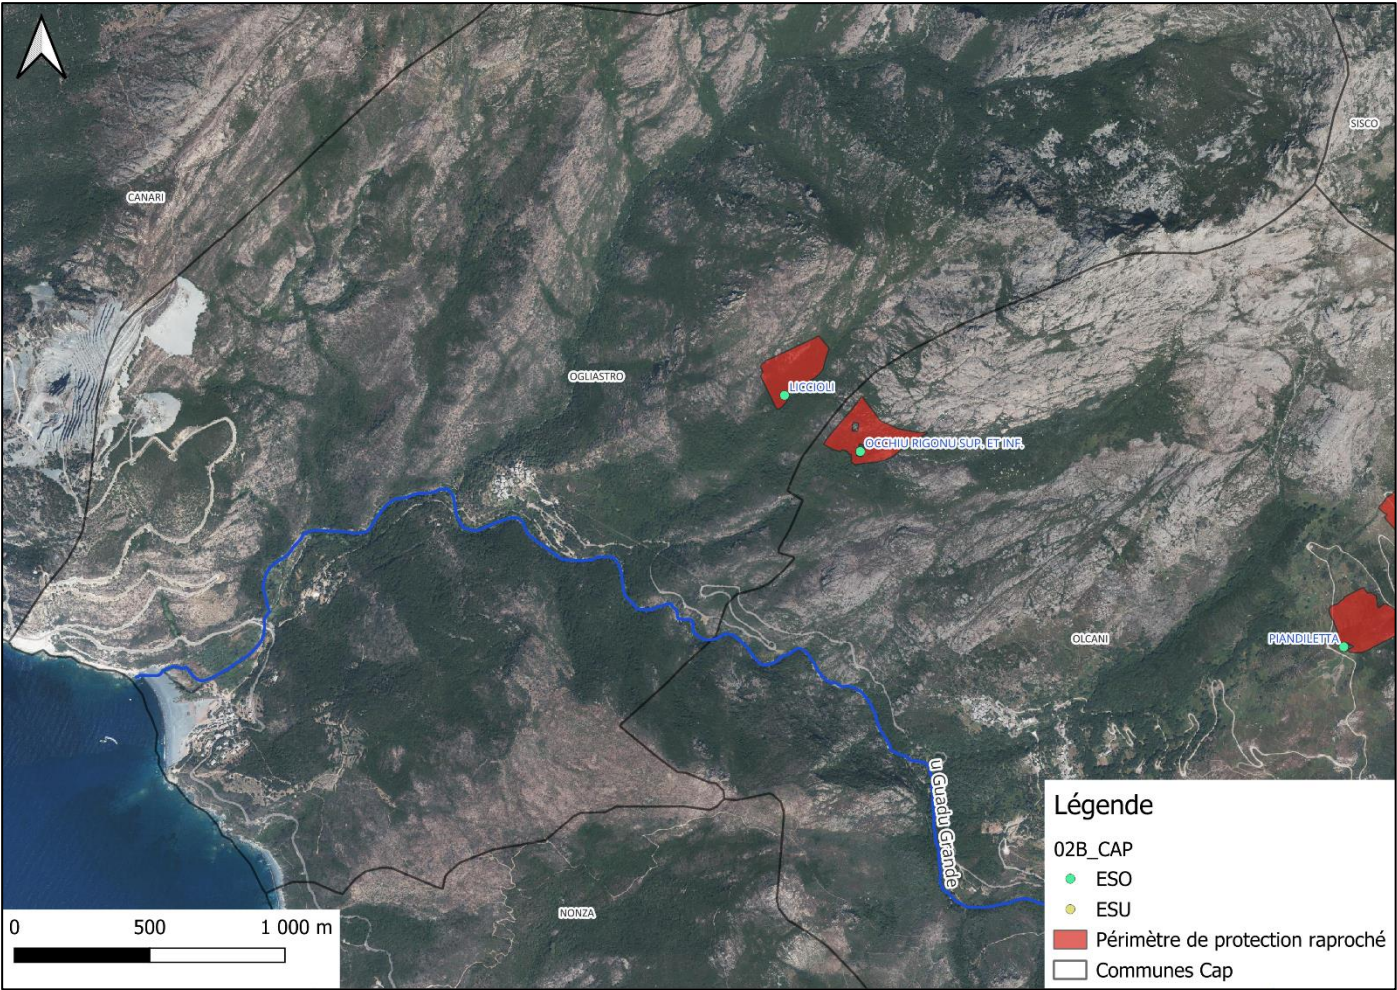 SISCO
CANARI
OGLIASTRO
LICCIOLI
OCCHIU RIGONU SUP. ET INF.
OLCANI
PIANDILETTA
u Guadu Grande
NONZA
Légende
02B_CAP
ESO
ESU
Périmètre de protection raproché
Communes Cap
0 500 1 000 m